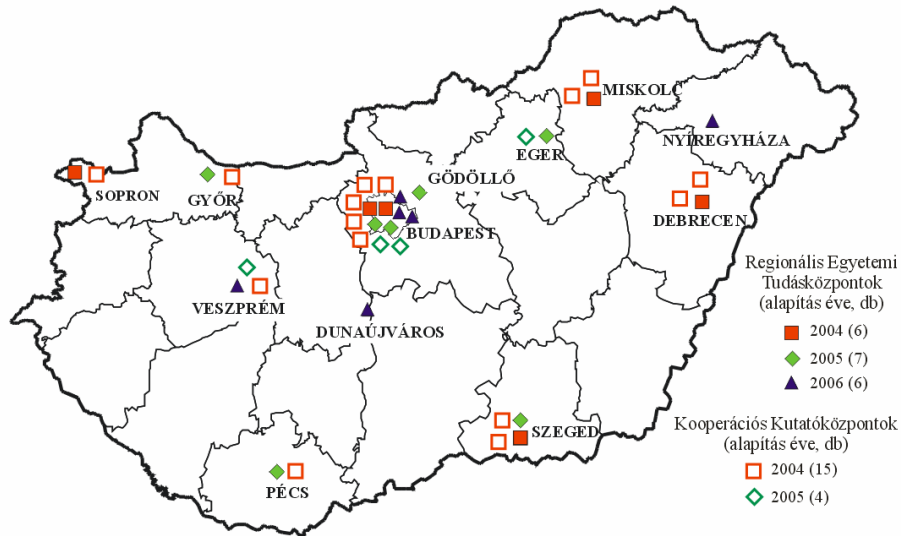 MISKOLC
NYÍREGYHÁZA
EGER
GÖDÖLLŐ
SOPRON
GYŐR
DEBRECEN
BUDAPEST
VESZPRÉM
DUNAÚJVÁROS
SZEGED
PÉCS
Regionális Egyetemi
Tudásközpontok
(alapítás éve, db)
2004 (6)
2005 (7)
2006 (6)
Kooperációs Kutatóközpontok
(alapítás éve, db)
2004 (15)
2005 (4)